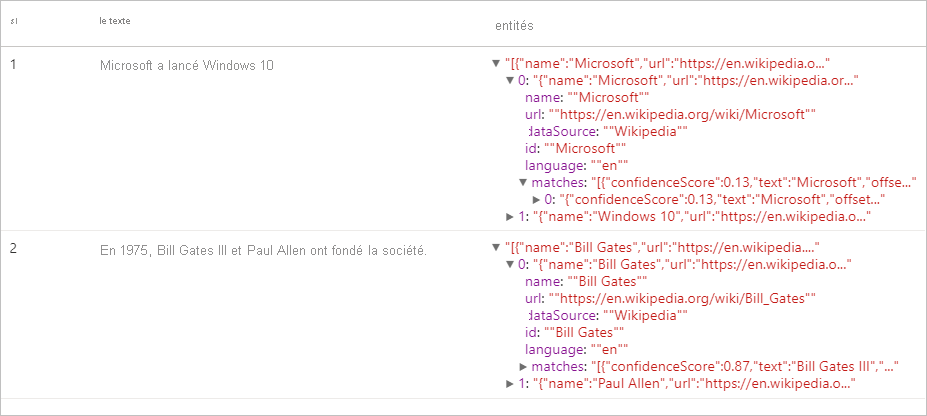 si le texte entités
1 Microsoft a lancé Windows 10 "[{"name":"Microsoft","url":"https://en.wikipedia.o..."
0: "{"name":"Microsoft","url":"https://en.wikipedia.or..."
name: ""Microsoft""
url: ""https://en.wikipedia.org/wiki/Microsoft""
dataSource: ""Wikipedia""
id: ""Microsoft""
language: ""en""
matches: "[{"confidenceScore":0.13,"text":"Microsoft","offse..."
0: "{"confidenceScore":0.13,"text":"Microsoft","offset..."
1: "{"name":"Windows 10","url":"https://en.wikipedia.o..."
2 En 1975, Bill Gates III et Paul Allen ont fondé la société. "[{"name":"Bill Gates","url":"https://en.wikipedia...."
0: "{"name":"Bill Gates","url":"https://en.wikipedia.o..."
name: ""Bill Gates""
url: ""https://en.wikipedia.org/wiki/Bill_Gates""
dataSource: ""Wikipedia""
id: ""Bill Gates""
language: ""en""
matches: "[{"confidenceScore":0.87,"text":"Bill Gates III","..."
1: "{"name":"Paul Allen","url":"https://en.wikipedia.o..."